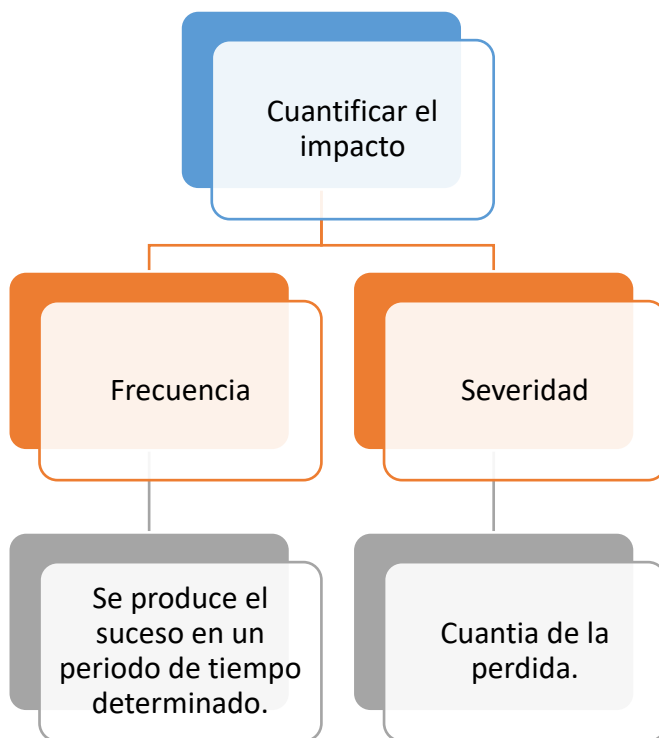 Cuantificar el
impacto
Frecuencia
Severidad
Se produce el
suceso en un
periodo de tiempo
determinado.
Cuantia de la
perdida.